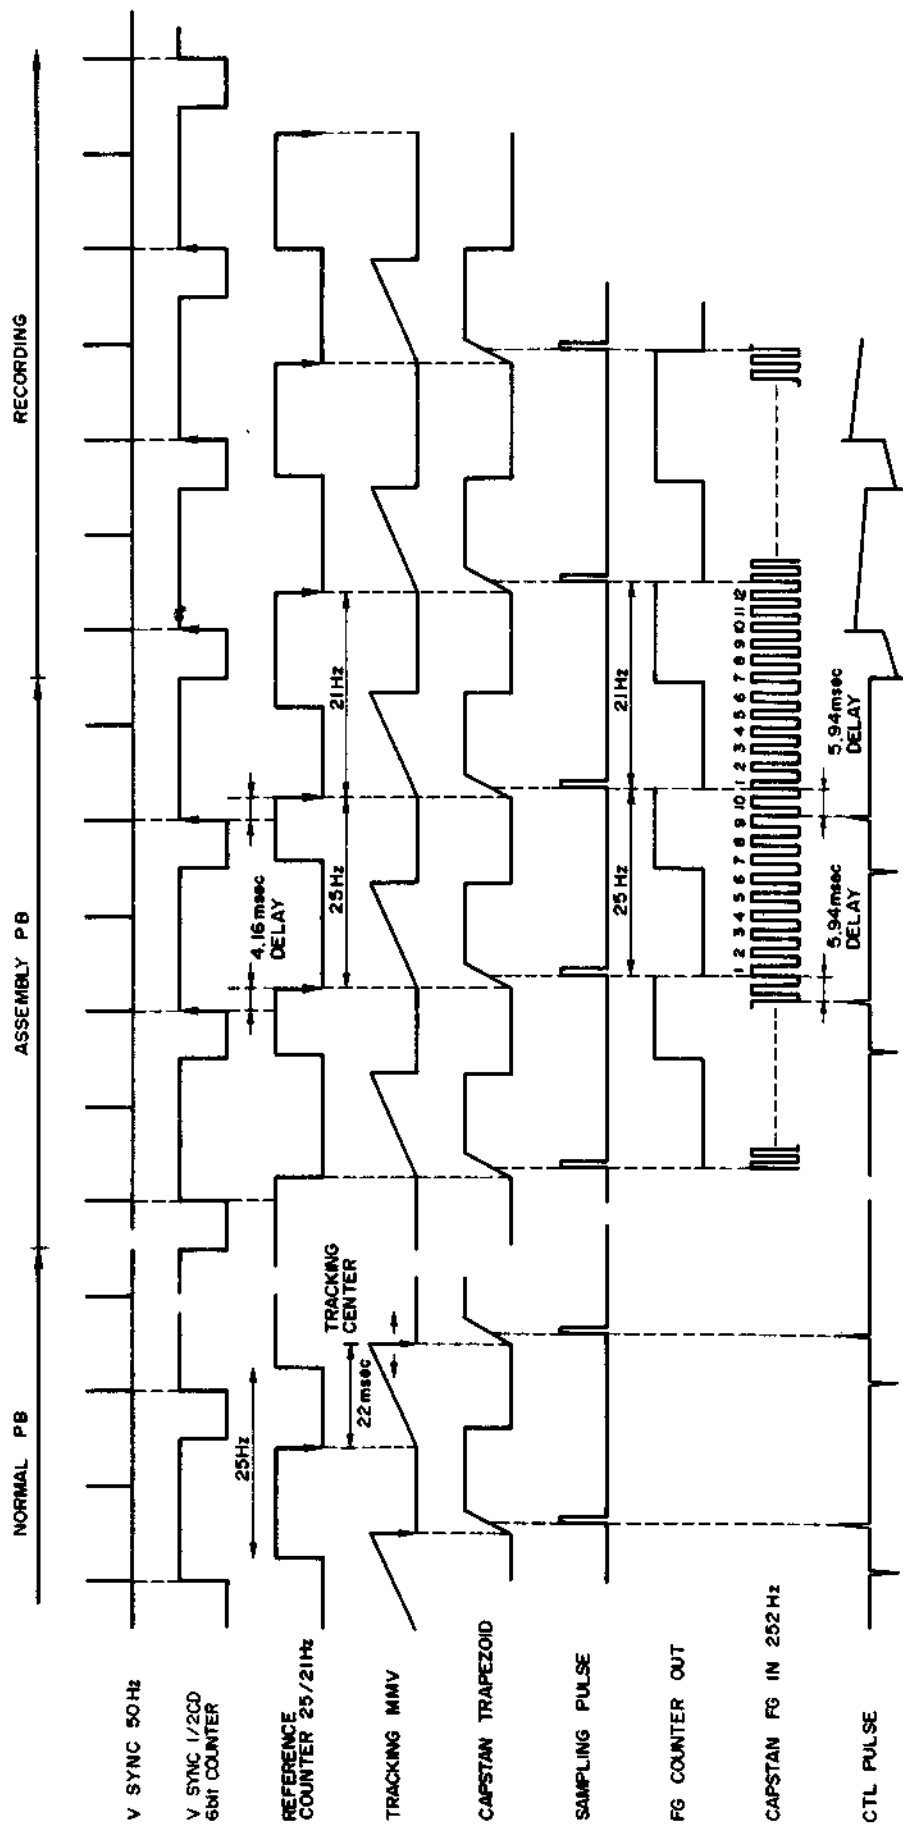 NORMAL PB
ASSEMBLY PB
RECORDING
V SYNC 50Hz
V SYNC 1/2CD
6bit COUNTER
25Hz
4.16msec
DELAY
REFERENCE
COUNTER 25/21Hz
22msec
TRACKING
CENTER
25Hz
21Hz
TRACKING MMV
CAPSTAN TRAPEZOID
SAMPLING PULSE
25Hz
21Hz
FG COUNTER OUT
1 2 3 4 5 6 7 8 9 10 1 2 3 4 5 6 7 8 9 10 11 12
CAPSTAN FG IN 252Hz
5.94msec
DELAY
5.94msec
DELAY
CTL PULSE